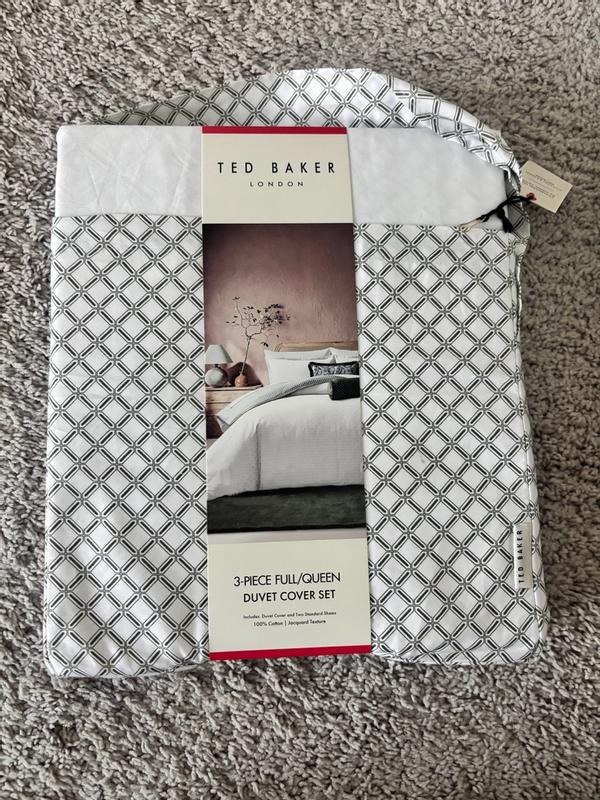 TED BAKER
LONDON
3-PIECE FULL/QUEEN
DUVET COVER SET
Includes: Duvet Cover and Two Standard Shams
100% Cotton | Jacquard Texture
TED BAKER